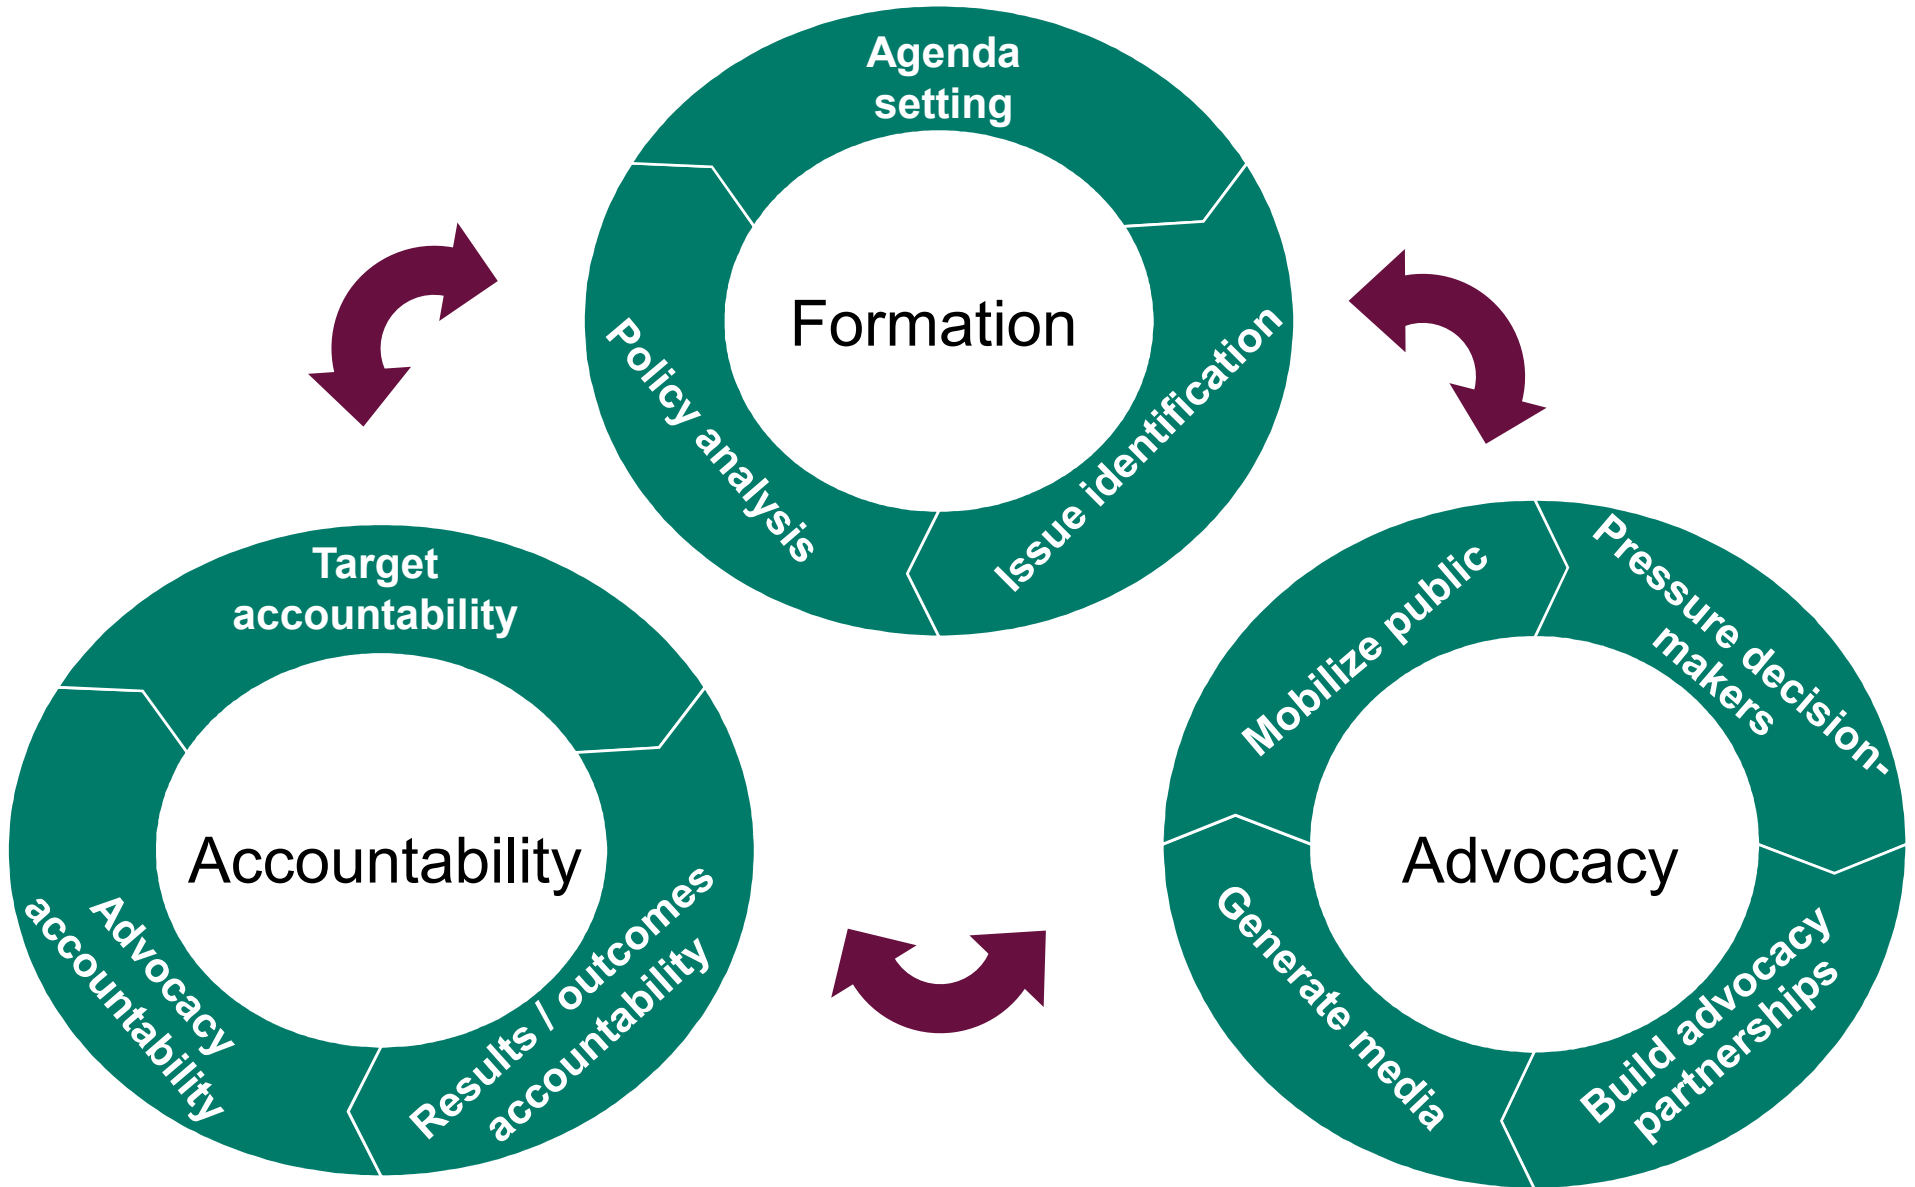 Agenda
setting
Formation
Policy analysis
Issue identification
Target
accountability
Accountability
Advocacy
accountability
Results / outcomes
accountability
Mobilize public
Pressure decision-
makers
Advocacy
Generate media
Build advocacy
partnerships